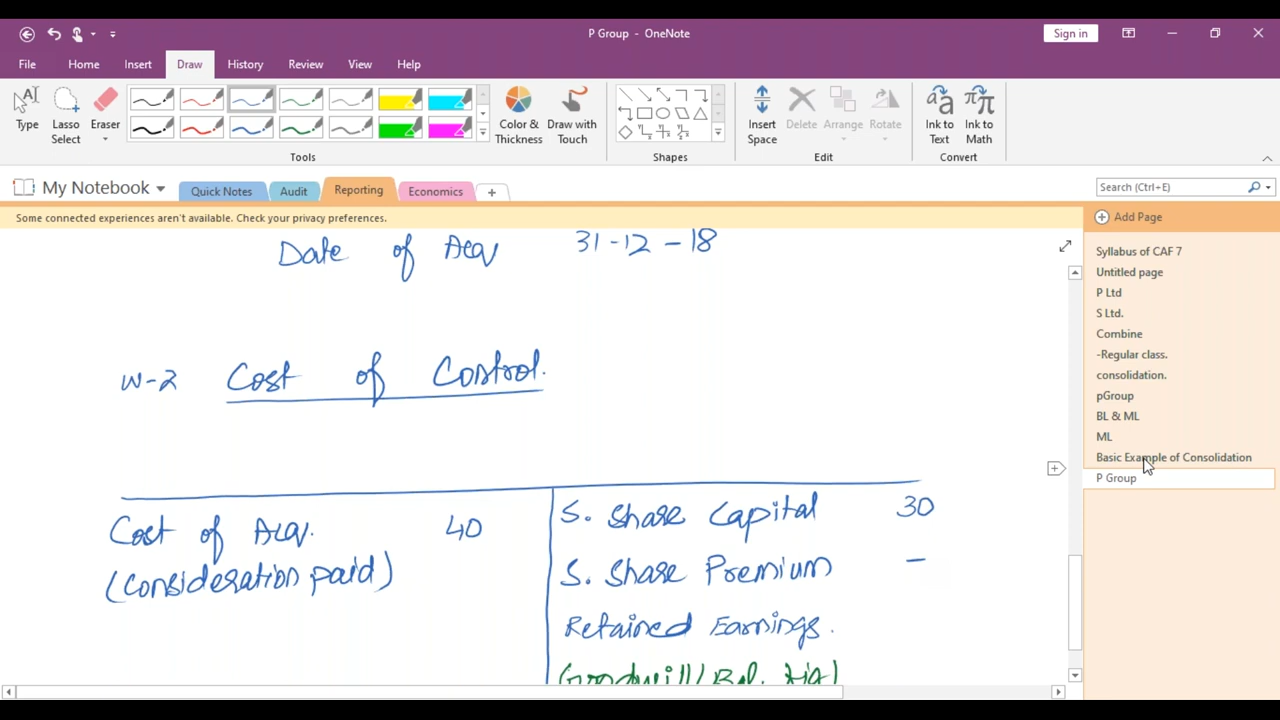 P Group - OneNote
Sign in
File Home Insert Draw History Review View Help
Type
Lasso Select
Eraser
Color & Thickness
Draw with Touch
Insert Space
Delete
Arrange
Rotate
Ink to Text
Ink to Math
Tools
Shapes
Edit
Convert
My Notebook Quick Notes Audit Reporting Economics
Search (Ctrl+E)
Some connected experiences aren't available. Check your privacy preferences.
Add Page
Syllabus of CAF 7
Untitled page
P Ltd
S Ltd.
Combine
-Regular class.
consolidation.
pGroup
BL & ML
ML
Basic Example of Consolidation
P Group
Date of Acq 31-12-18
W-2 Cost of Control.
Cost of Acq. 40
(Consideration paid)
S. Share Capital 30
S. Share Premium -
Retained Earnings.
Goodwill (Bal. fig)